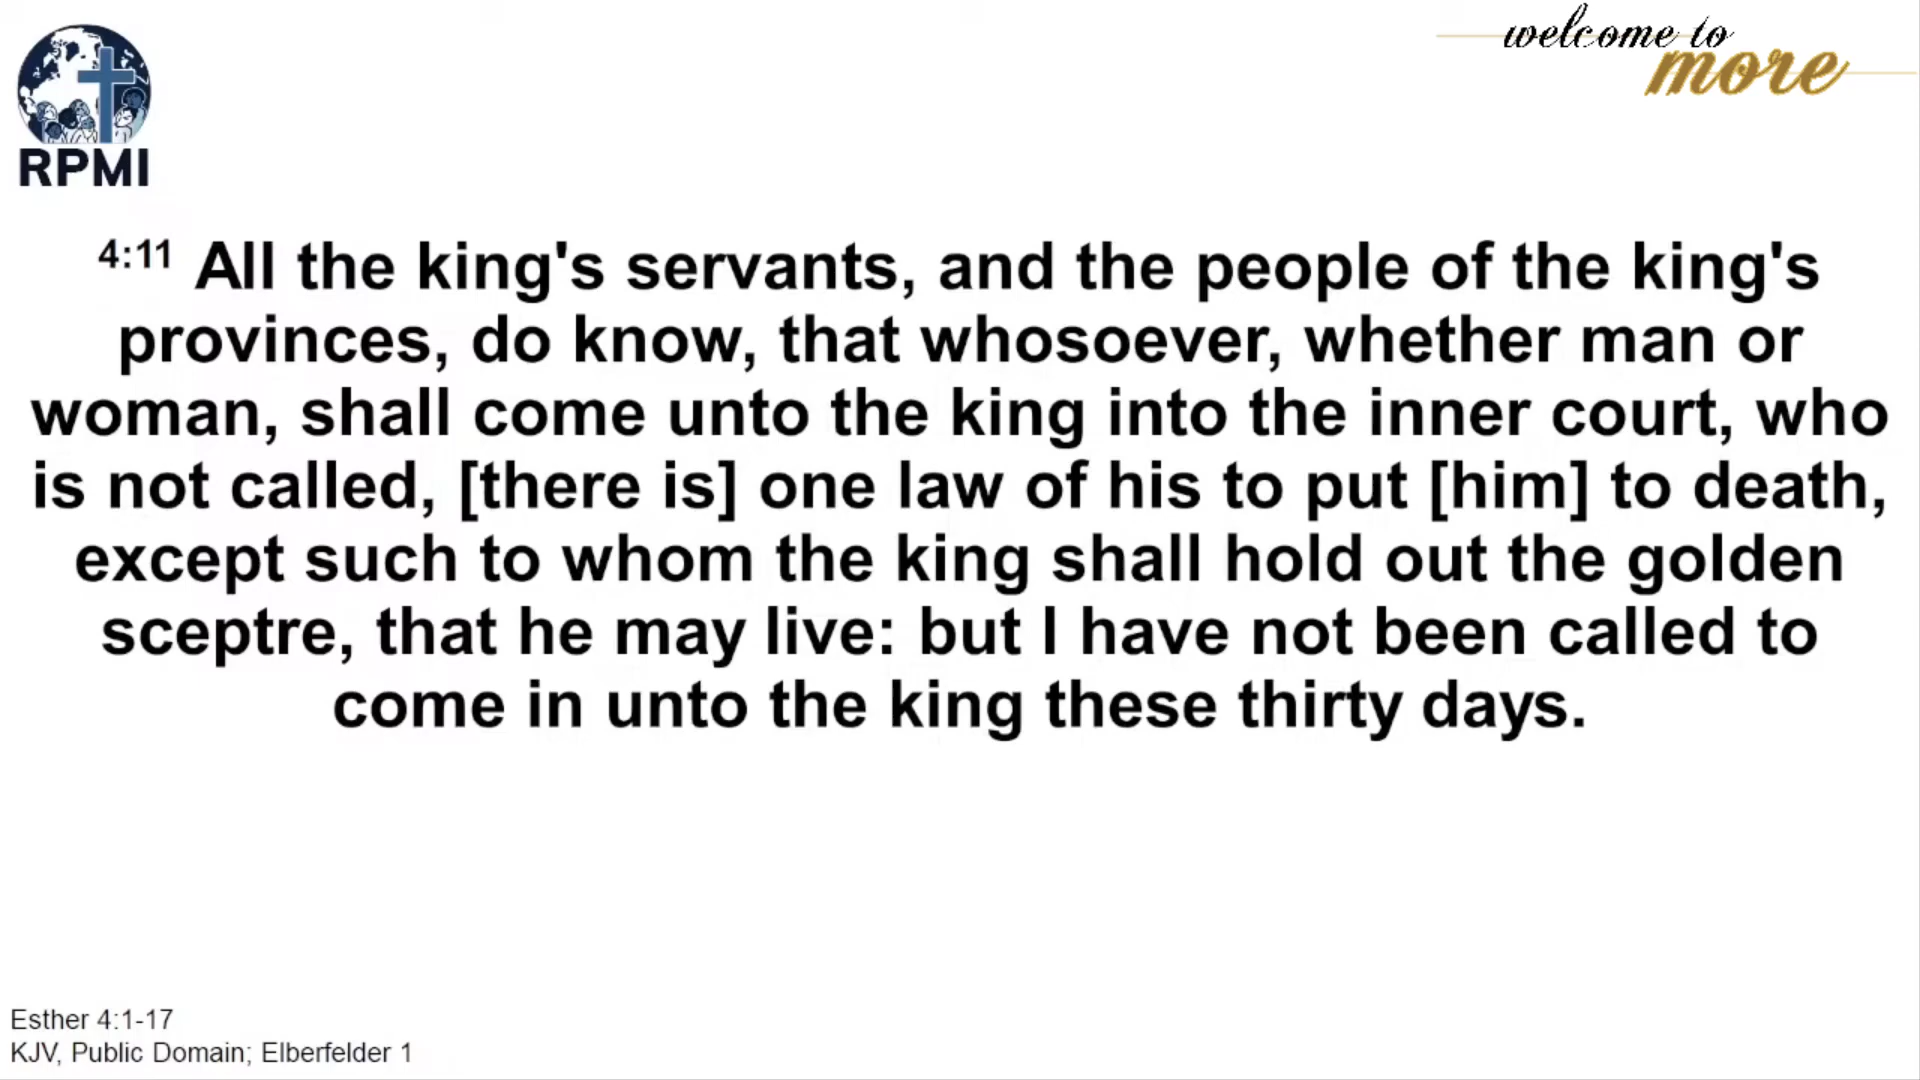 welcome to
more
RPMI
4:11 All the king's servants, and the people of the king's
provinces, do know, that whosoever, whether man or
woman, shall come unto the king into the inner court, who
is not called, [there is] one law of his to put [him] to death,
except such to whom the king shall hold out the golden
sceptre, that he may live: but I have not been called to
come in unto the king these thirty days.
Esther 4:1-17
KJV, Public Domain; Elberfelder 1